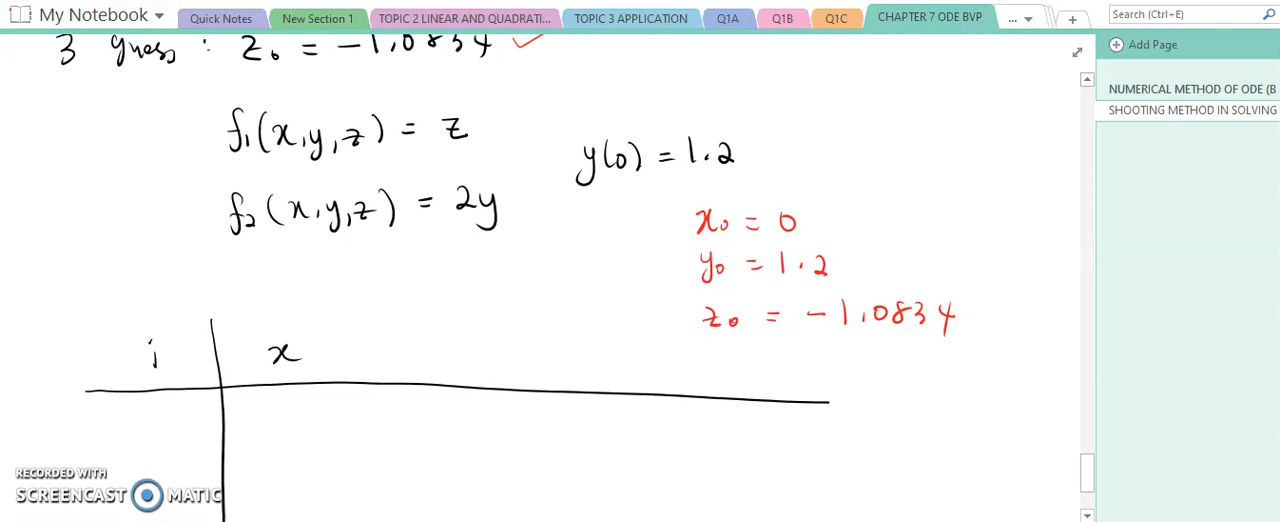 My Notebook
Quick Notes
New Section 1
TOPIC 2 LINEAR AND QUADRATI...
TOPIC 3 APPLICATION
Q1A
Q1B
Q1C
CHAPTER 7 ODE BVP
...
+
Search (Ctrl+E)
Add Page
NUMERICAL METHOD OF ODE (B
SHOOTING METHOD IN SOLVING
3 guess : z₀ = -1.0834 ✓
f₁(x,y,z) = z
y(0) = 1.2
f₂(x,y,z) = 2y
x₀ = 0
y₀ = 1.2
z₀ = -1.0834
i x
RECORDED WITH
SCREENCAST MATIC